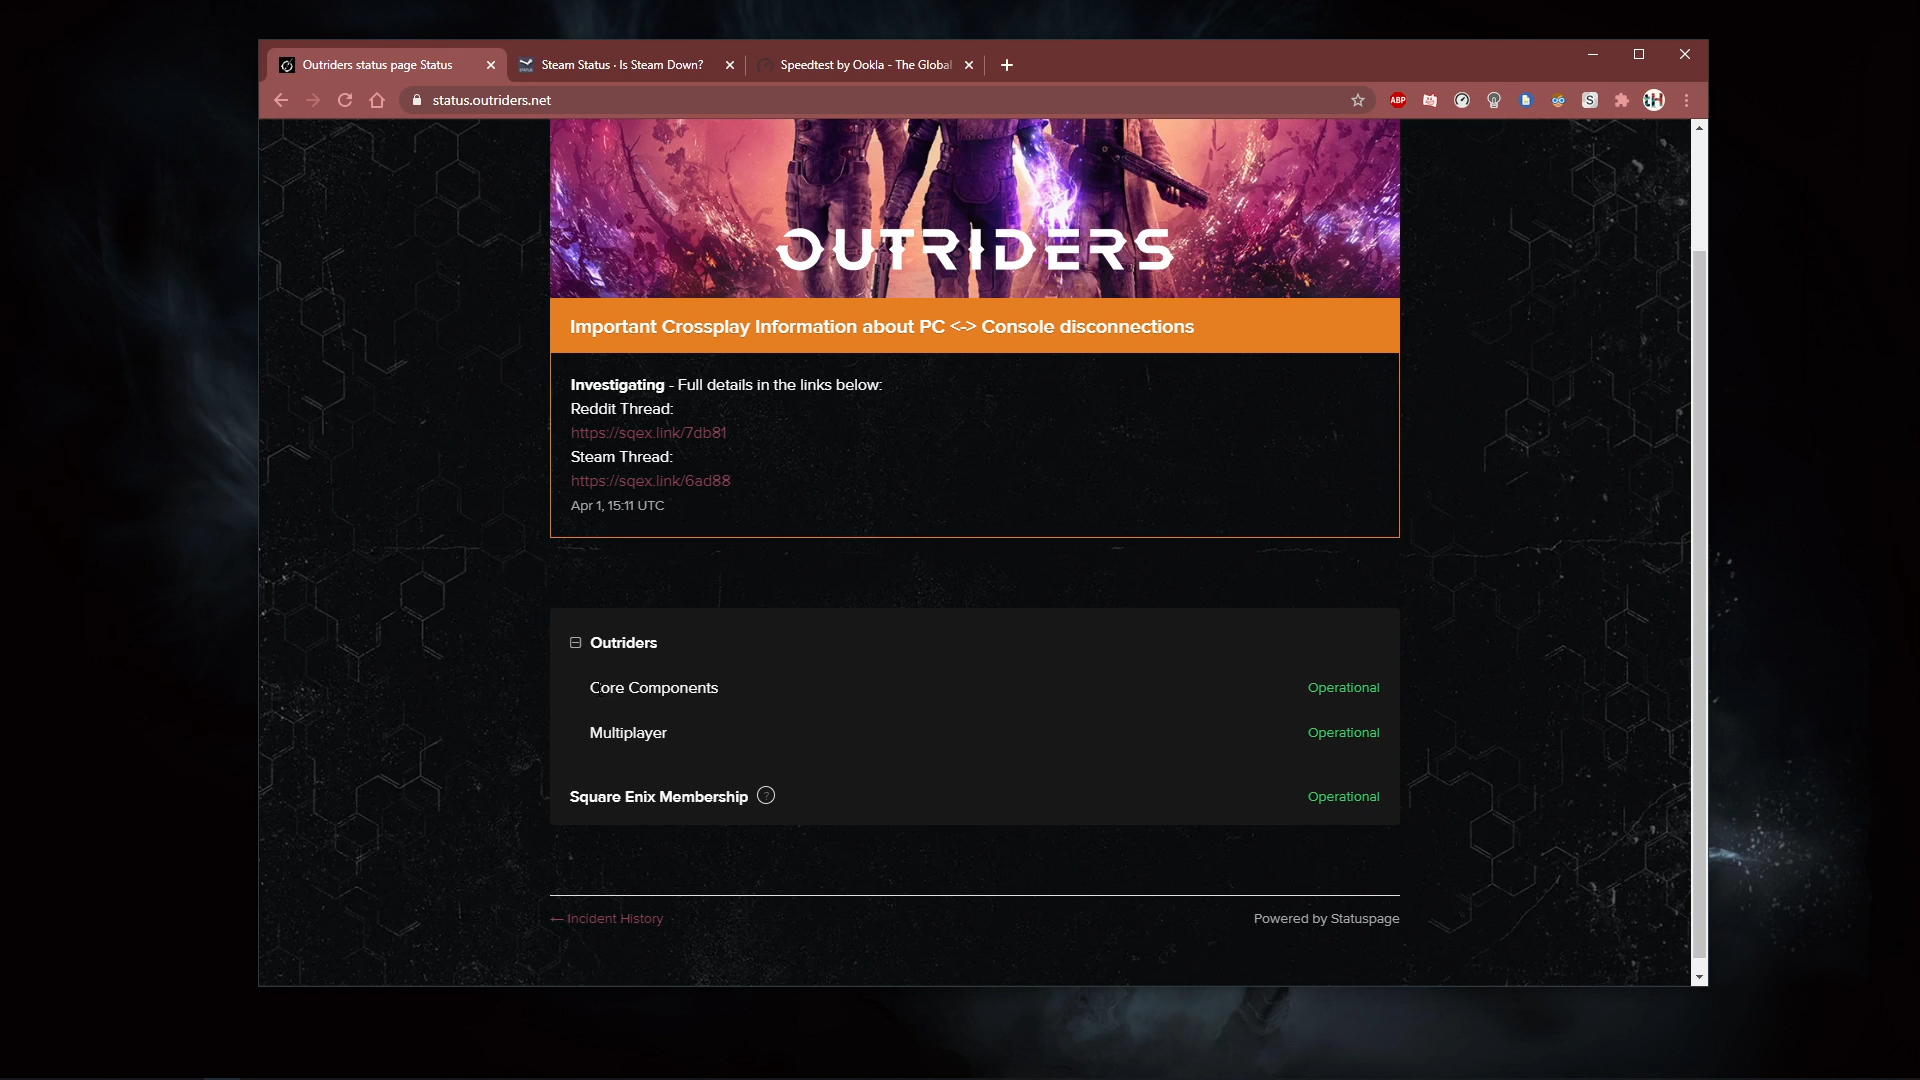 Outriders status page Status
Steam Status · Is Steam Down?
Speedtest by Ookla - The Global
status.outriders.net
ABP
S
OUTRIDERS
Important Crossplay Information about PC <-> Console disconnections
Investigating - Full details in the links below:
Reddit Thread:
https://sqex.link/7db81
Steam Thread:
https://sqex.link/6ad88
Apr 1, 15:11 UTC
Outriders
Core Components
Operational
Multiplayer
Operational
Square Enix Membership ?
Operational
← Incident History
Powered by Statuspage